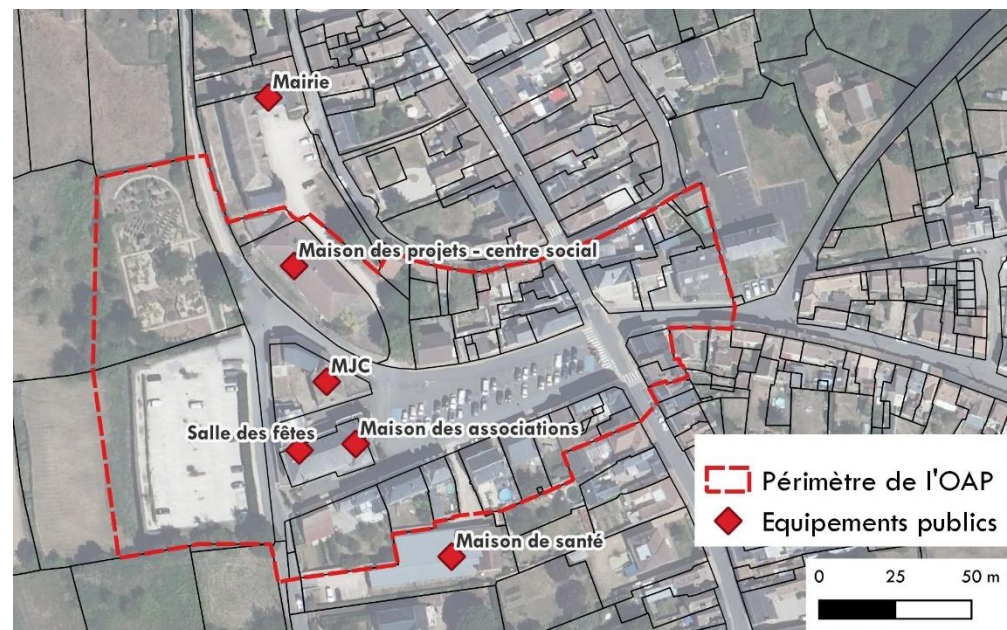 Mairie
Maison des projets - centre social
MJC
Salle des fêtes
Maison des associations
Maison de santé
Périmètre de l'OAP
Equipements publics
0 25 50 m